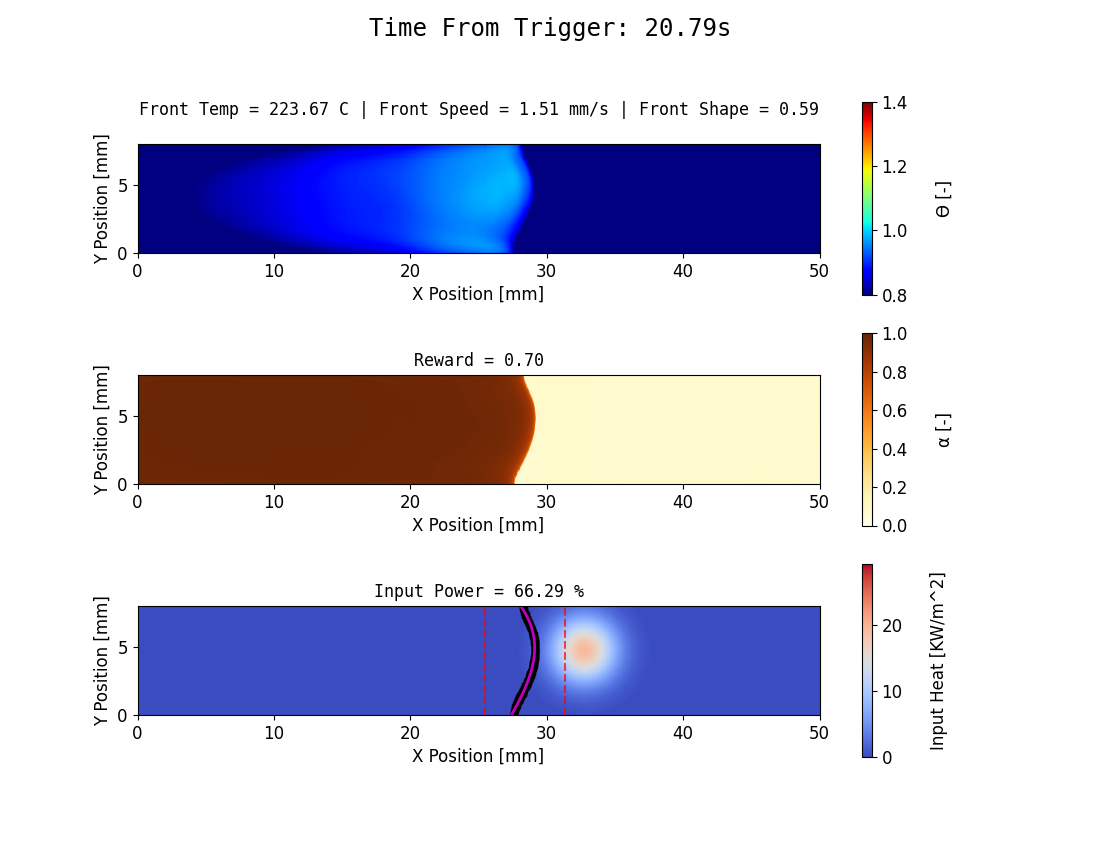 Time From Trigger: 20.79s
Front Temp = 223.67 C | Front Speed = 1.51 mm/s | Front Shape = 0.59
Y Position [mm]
5
0
0 10 20 30 40 50
X Position [mm]
1.4
1.2
1.0
0.8
Θ [-]
Reward = 0.70
Y Position [mm]
5
0
0 10 20 30 40 50
X Position [mm]
1.0
0.8
0.6
0.4
0.2
0.0
α [-]
Input Power = 66.29 %
Y Position [mm]
5
0
0 10 20 30 40 50
X Position [mm]
20
10
0
Input Heat [KW/m^2]